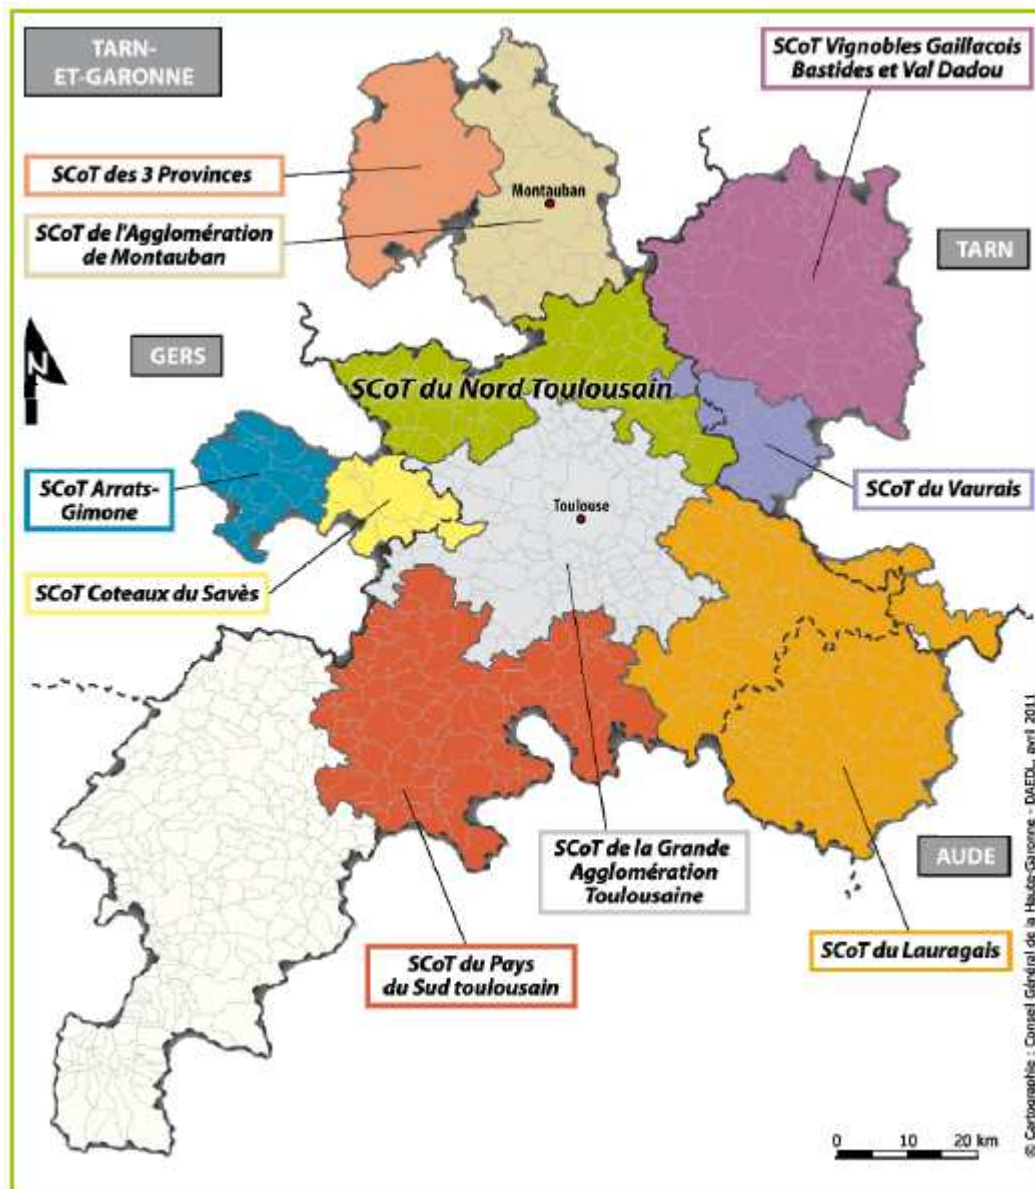 TARN-
ET-GARONNE
SCoT Vignobles Gaillacois
Bastides et Val Dadou
SCoT des 3 Provinces
Montauban
SCoT de l'Agglomération
de Montauban
TARN
GERS
N
SCoT du Nord Toulousain
SCoT Arrats-
Gimone
SCoT du Vaurais
Toulouse
SCoT Coteaux du Savès
SCoT de la Grande
Agglomération
Toulousaine
AUDE
SCoT du Pays
du Sud toulousain
SCoT du Lauragais
© Cartographie : Conseil Général de la Haute-Garonne - DAEDL, avril 2011
0 10 20 km